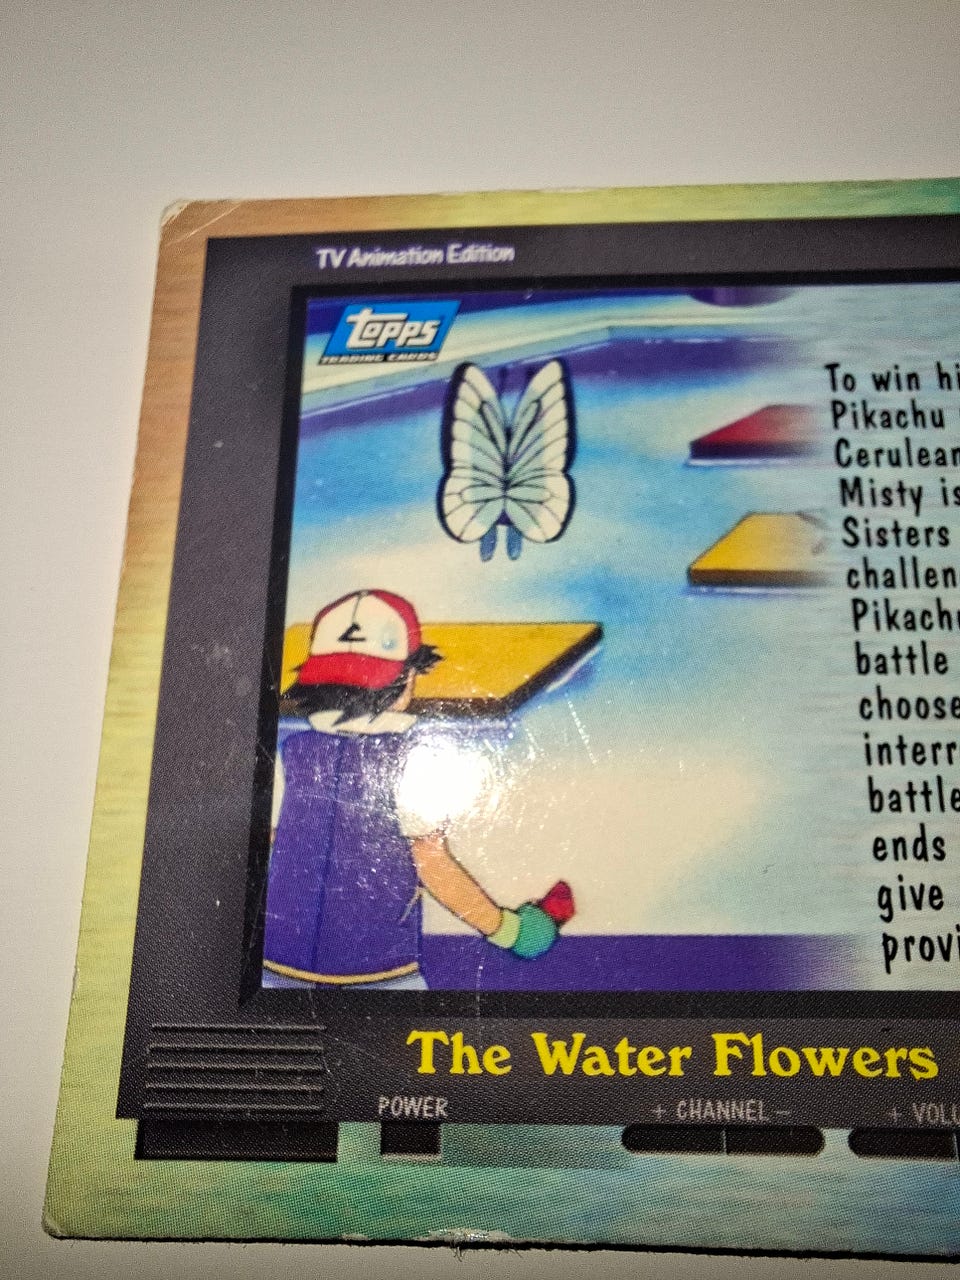 TV Animation Edition
topps
TRADING CARDS
To win hi
Pikachu
Cerulean
Misty is
Sisters
challen
Pikachu
battle
choose
interr
battle
ends
give
provi
The Water Flowers
POWER
+ CHANNEL -
+ VOLU